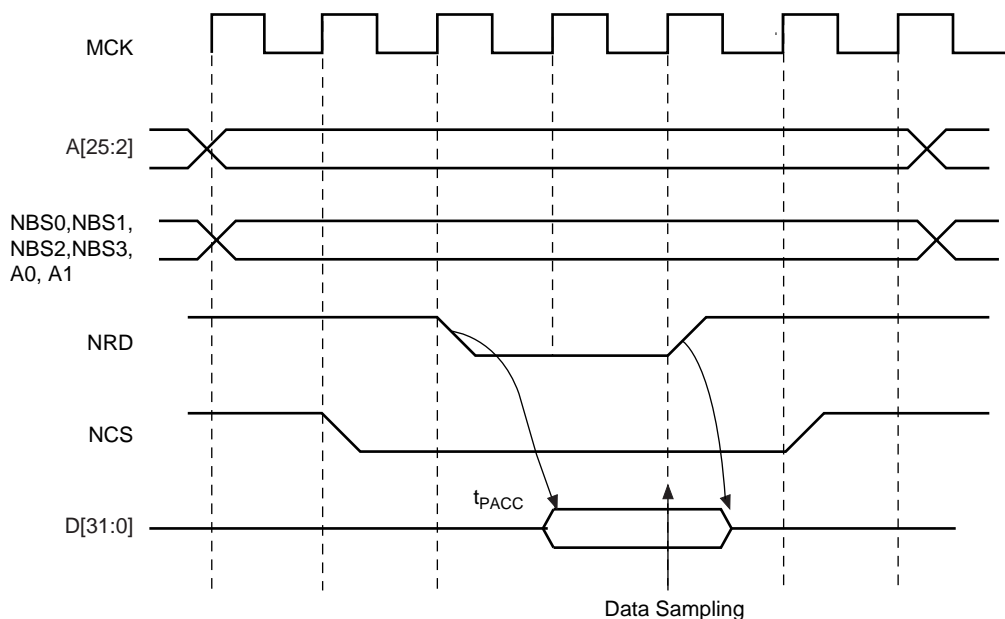 MCK
A[25:2]
NBS0,NBS1,
NBS2,NBS3,
A0, A1
NRD
NCS
tPACC
D[31:0]
Data Sampling